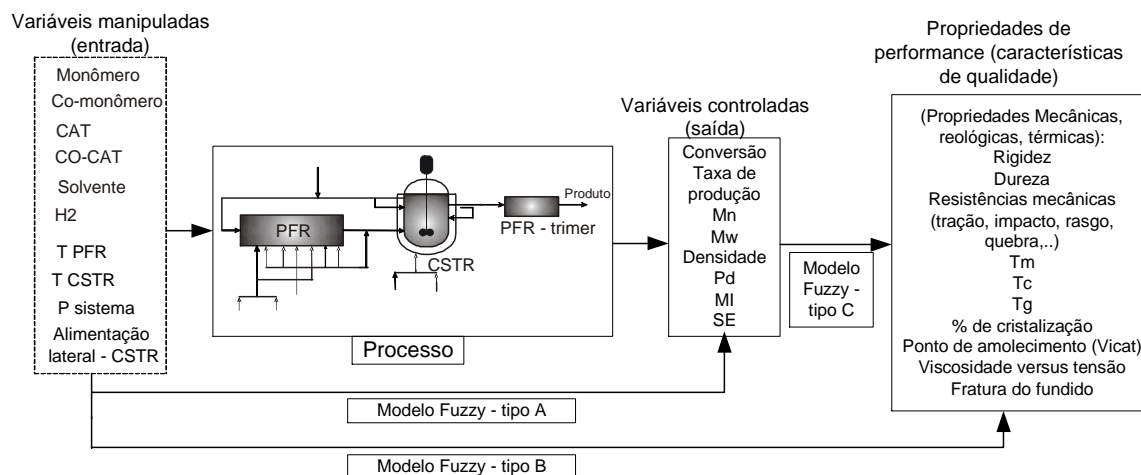 Variáveis manipuladas
(entrada)
Monômero
Co-monômero
CAT
CO-CAT
Solvente
H2
T PFR
T CSTR
P sistema
Alimentação
lateral - CSTR
PFR
CSTR
Produto
PFR - trimer
Processo
Variáveis controladas
(saída)
Conversão
Taxa de
produção
Mn
Mw
Densidade
Pd
MI
SE
Modelo
Fuzzy -
tipo C
Propriedades de
performance (características
de qualidade)
(Propriedades Mecânicas,
reológicas, térmicas):
Rigidez
Dureza
Resistências mecânicas
(tração, impacto, rasgo,
quebra,..)
Tm
Tc
Tg
% de cristalização
Ponto de amolecimento (Vicat)
Viscosidade versus tensão
Fratura do fundido
Modelo Fuzzy - tipo A
Modelo Fuzzy - tipo B